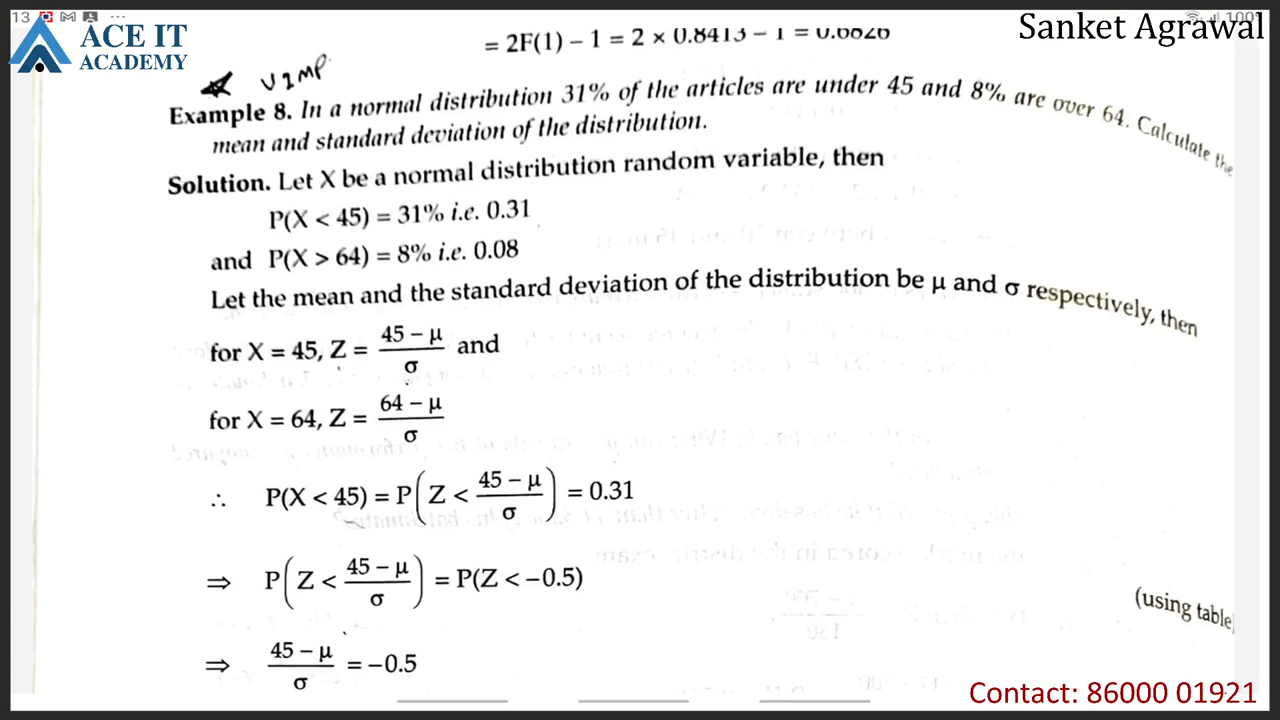 13 M ...
100%
ACE IT
ACADEMY
Sanket Agrawal
= 2F(1) – 1 = 2 × 0.8413 – 1 = 0.6826
V IMP
Example 8. In a normal distribution 31% of the articles are under 45 and 8% are over 64. Calculate the
mean and standard deviation of the distribution.
Solution. Let X be a normal distribution random variable, then
P(X < 45) = 31% i.e. 0.31
and P(X > 64) = 8% i.e. 0.08
Let the mean and the standard deviation of the distribution be μ and σ respectively, then
for X = 45, Z = (45 – μ)/σ and
for X = 64, Z = (64 – μ)/σ
∴ P(X < 45) = P(Z < (45 – μ)/σ) = 0.31
⇒ P(Z < (45 – μ)/σ) = P(Z < –0.5) (using table)
⇒ (45 – μ)/σ = –0.5
Contact: 86000 01921